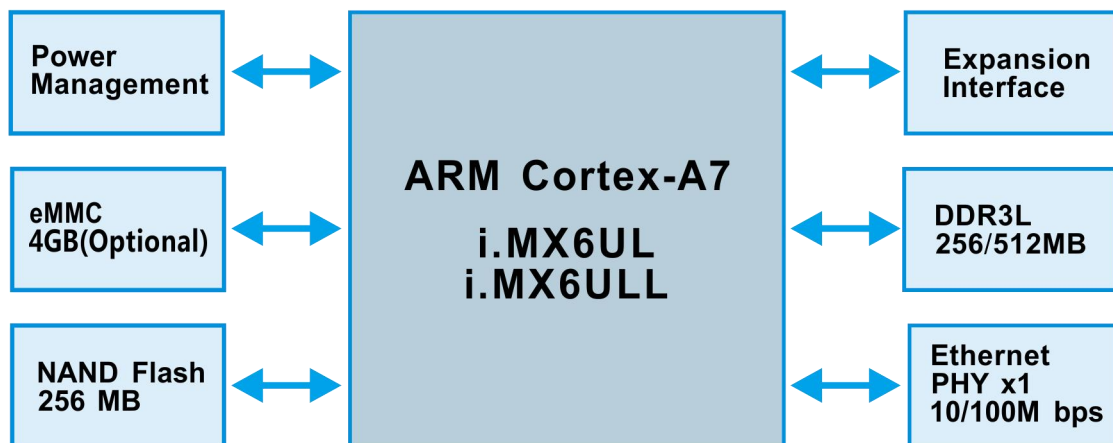 Power
Management
eMMC
4GB(Optional)
NAND Flash
256 MB
ARM Cortex-A7
i.MX6UL
i.MX6ULL
Expansion
Interface
DDR3L
256/512MB
Ethernet
PHY x1
10/100M bps